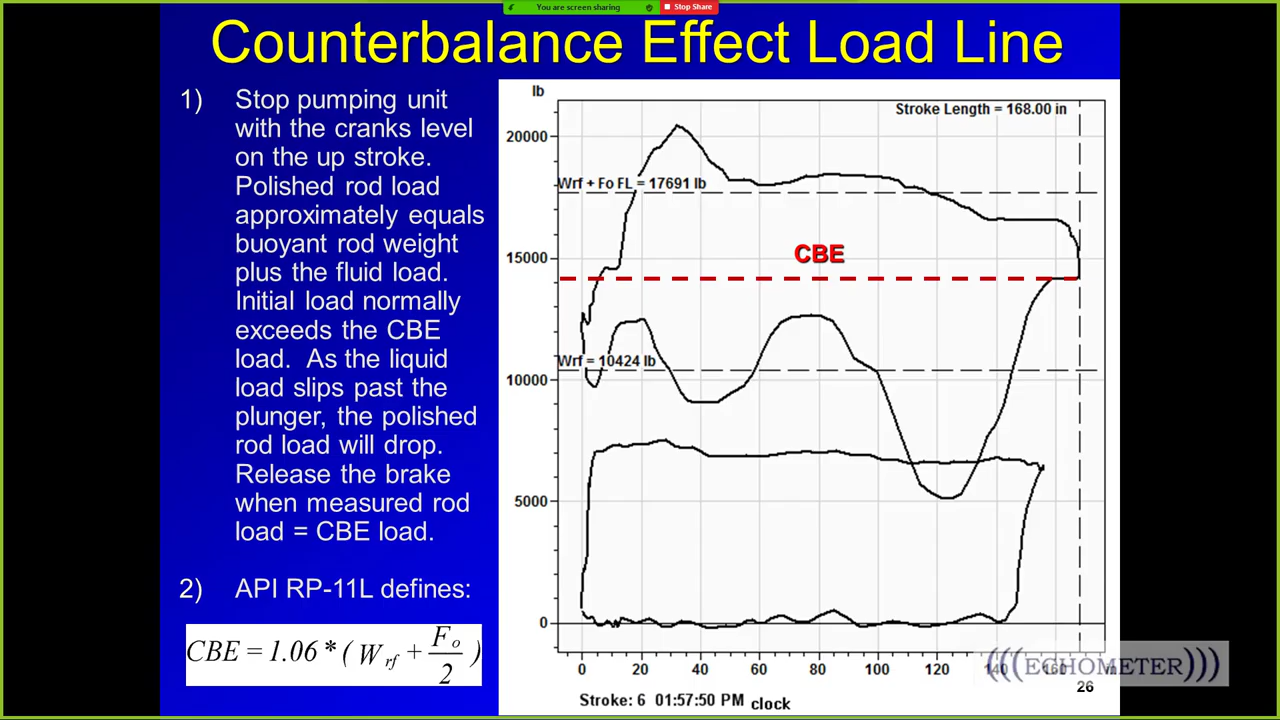 You are screen sharing
Stop Share
Counterbalance Effect Load Line
1) Stop pumping unit
with the cranks level
on the up stroke.
Polished rod load
approximately equals
buoyant rod weight
plus the fluid load.
Initial load normally
exceeds the CBE
load. As the liquid
load slips past the
plunger, the polished
rod load will drop.
Release the brake
when measured rod
load = CBE load.
2) API RP-11L defines:
CBE = 1.06 * ( Wrf + Fo/2 )
lb
Stroke Length = 168.00 in
20000
Wrf + Fo FL = 17691 lb
15000
CBE
Wrf = 10424 lb
10000
5000
0
0 20 40 60 80 100 120 140 160 in
(((ECHOMETER)))
26
Stroke: 6 01:57:50 PM clock